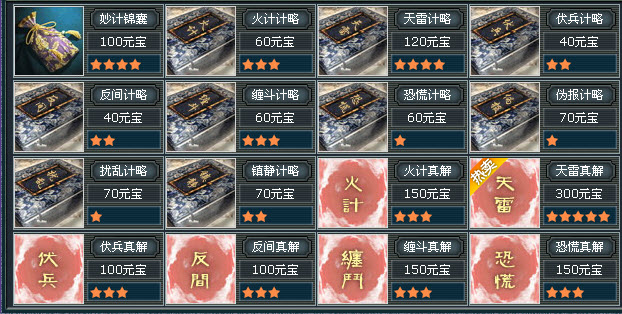 妙计锦囊
100元宝
火计计略
60元宝
天雷计略
120元宝
伏兵计略
40元宝
反间计略
40元宝
缠斗计略
60元宝
恐慌计略
60元宝
伪报计略
70元宝
扰乱计略
70元宝
镇静计略
70元宝
火計
火计真解
150元宝
热卖
天雷
天雷真解
300元宝
伏兵
伏兵真解
100元宝
反間
反间真解
100元宝
纏鬥
缠斗真解
150元宝
恐慌
恐慌真解
150元宝